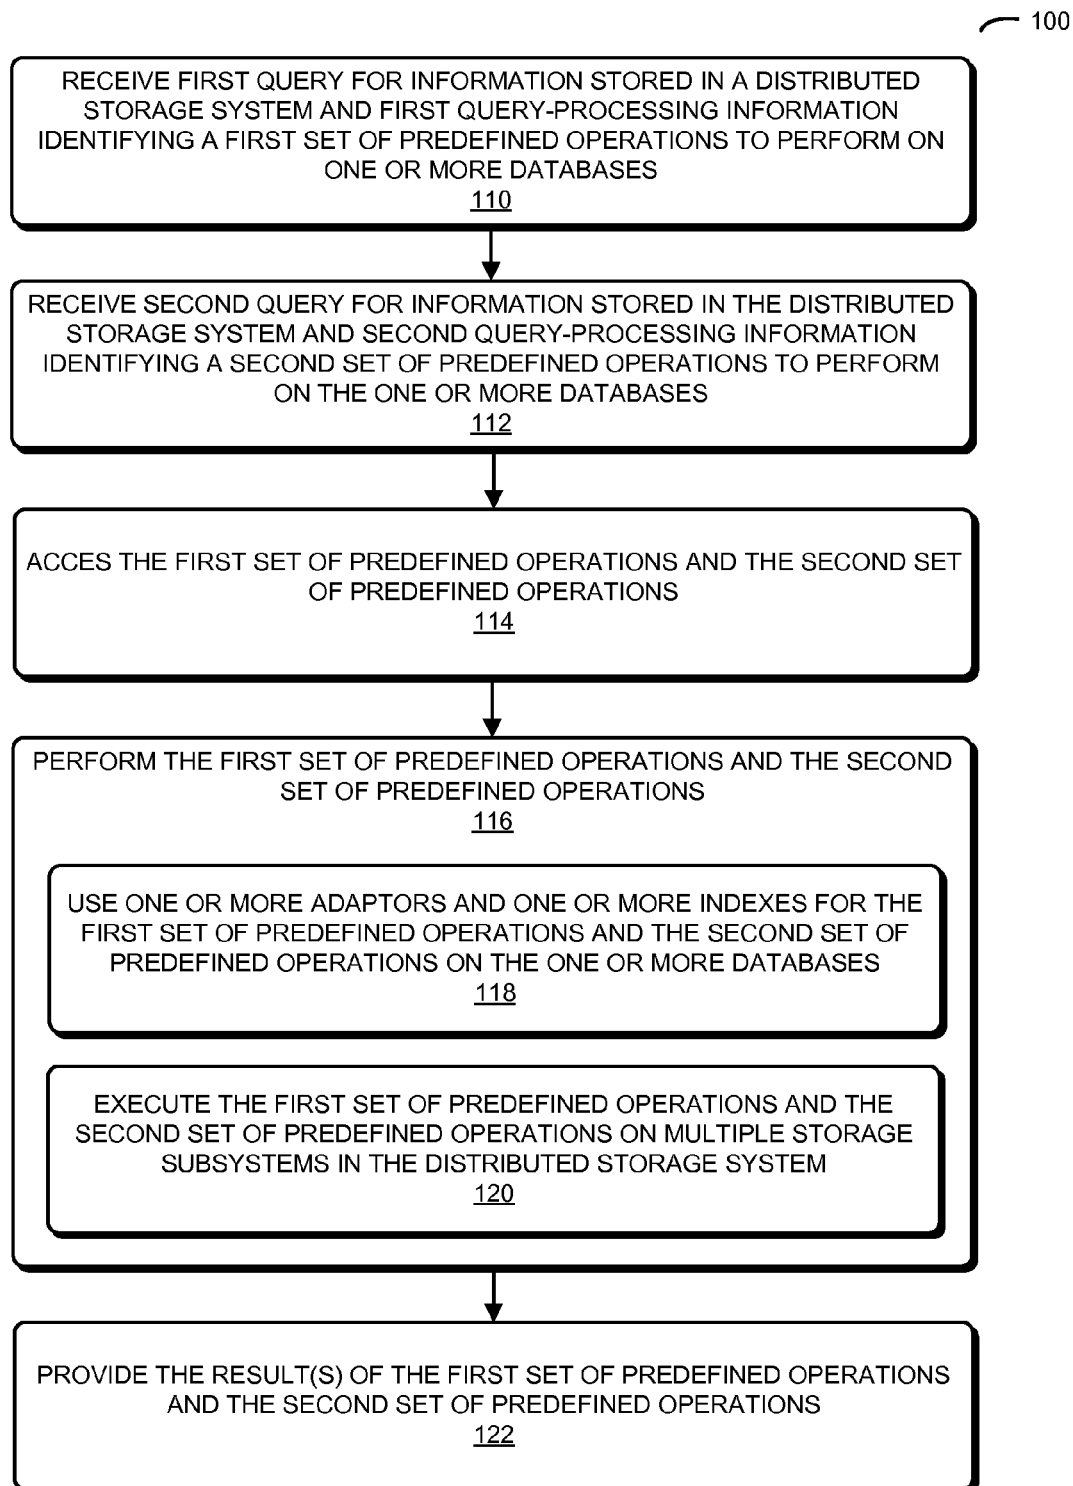 100
RECEIVE FIRST QUERY FOR INFORMATION STORED IN A DISTRIBUTED
STORAGE SYSTEM AND FIRST QUERY-PROCESSING INFORMATION
IDENTIFYING A FIRST SET OF PREDEFINED OPERATIONS TO PERFORM ON
ONE OR MORE DATABASES
110
RECEIVE SECOND QUERY FOR INFORMATION STORED IN THE DISTRIBUTED
STORAGE SYSTEM AND SECOND QUERY-PROCESSING INFORMATION
IDENTIFYING A SECOND SET OF PREDEFINED OPERATIONS TO PERFORM
ON THE ONE OR MORE DATABASES
112
ACCES THE FIRST SET OF PREDEFINED OPERATIONS AND THE SECOND SET
OF PREDEFINED OPERATIONS
114
PERFORM THE FIRST SET OF PREDEFINED OPERATIONS AND THE SECOND
SET OF PREDEFINED OPERATIONS
116
USE ONE OR MORE ADAPTORS AND ONE OR MORE INDEXES FOR THE
FIRST SET OF PREDEFINED OPERATIONS AND THE SECOND SET OF
PREDEFINED OPERATIONS ON THE ONE OR MORE DATABASES
118
EXECUTE THE FIRST SET OF PREDEFINED OPERATIONS AND THE
SECOND SET OF PREDEFINED OPERATIONS ON MULTIPLE STORAGE
SUBSYSTEMS IN THE DISTRIBUTED STORAGE SYSTEM
120
PROVIDE THE RESULT(S) OF THE FIRST SET OF PREDEFINED OPERATIONS
AND THE SECOND SET OF PREDEFINED OPERATIONS
122